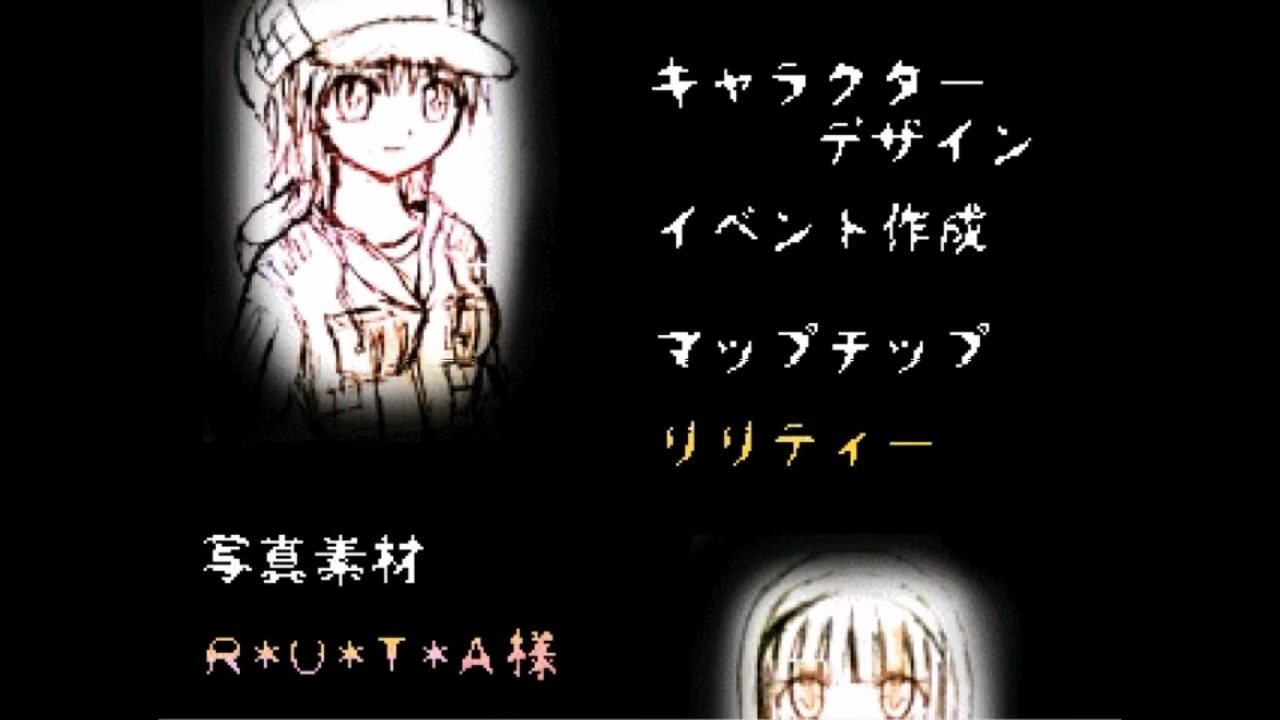 キャラクター
デザイン
イベント作成
マップチップ
リリティー
写真素材
R*U*T*A様